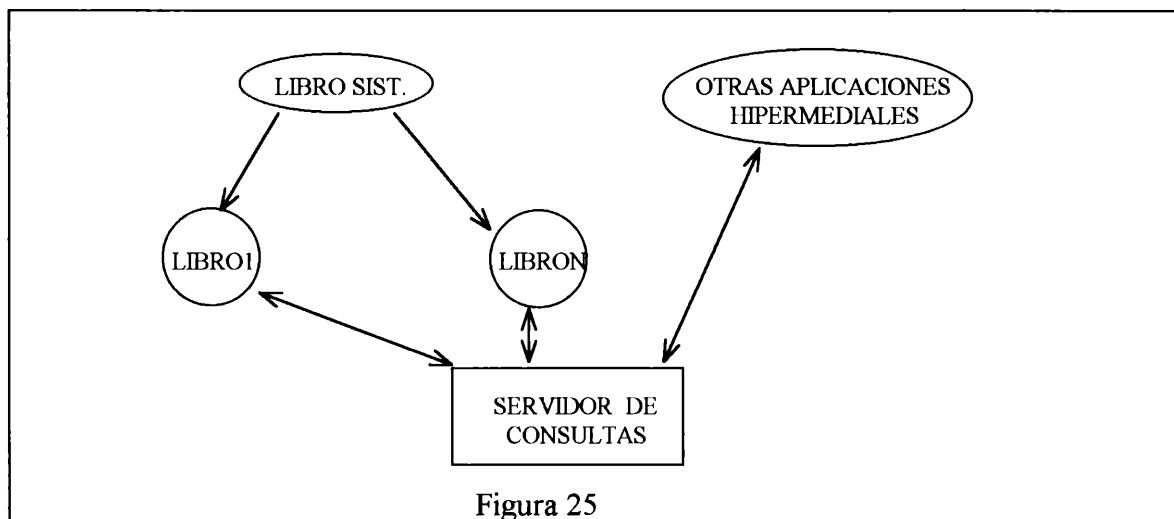 LIBRO SIST.
OTRAS APLICACIONES
HIPERMEDIALES
LIBRO1
LIBRON
SERVIDOR DE
CONSULTAS
Figura 25